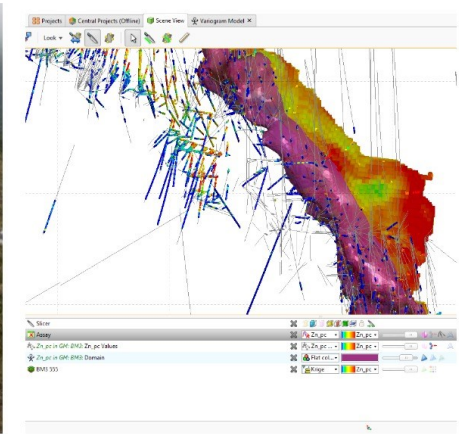 Projects Central Projects (Offline) Scene View Variogram Model
Look
Slicer
Assay Zn_pc Zn_pc
Zn_pc in GM: BM3: Zn_pc Values Zn_pc ... Zn_pc
Zn_pc in GM: BM3: Domain Flat col...
BM3 555 Krige Zn_pc